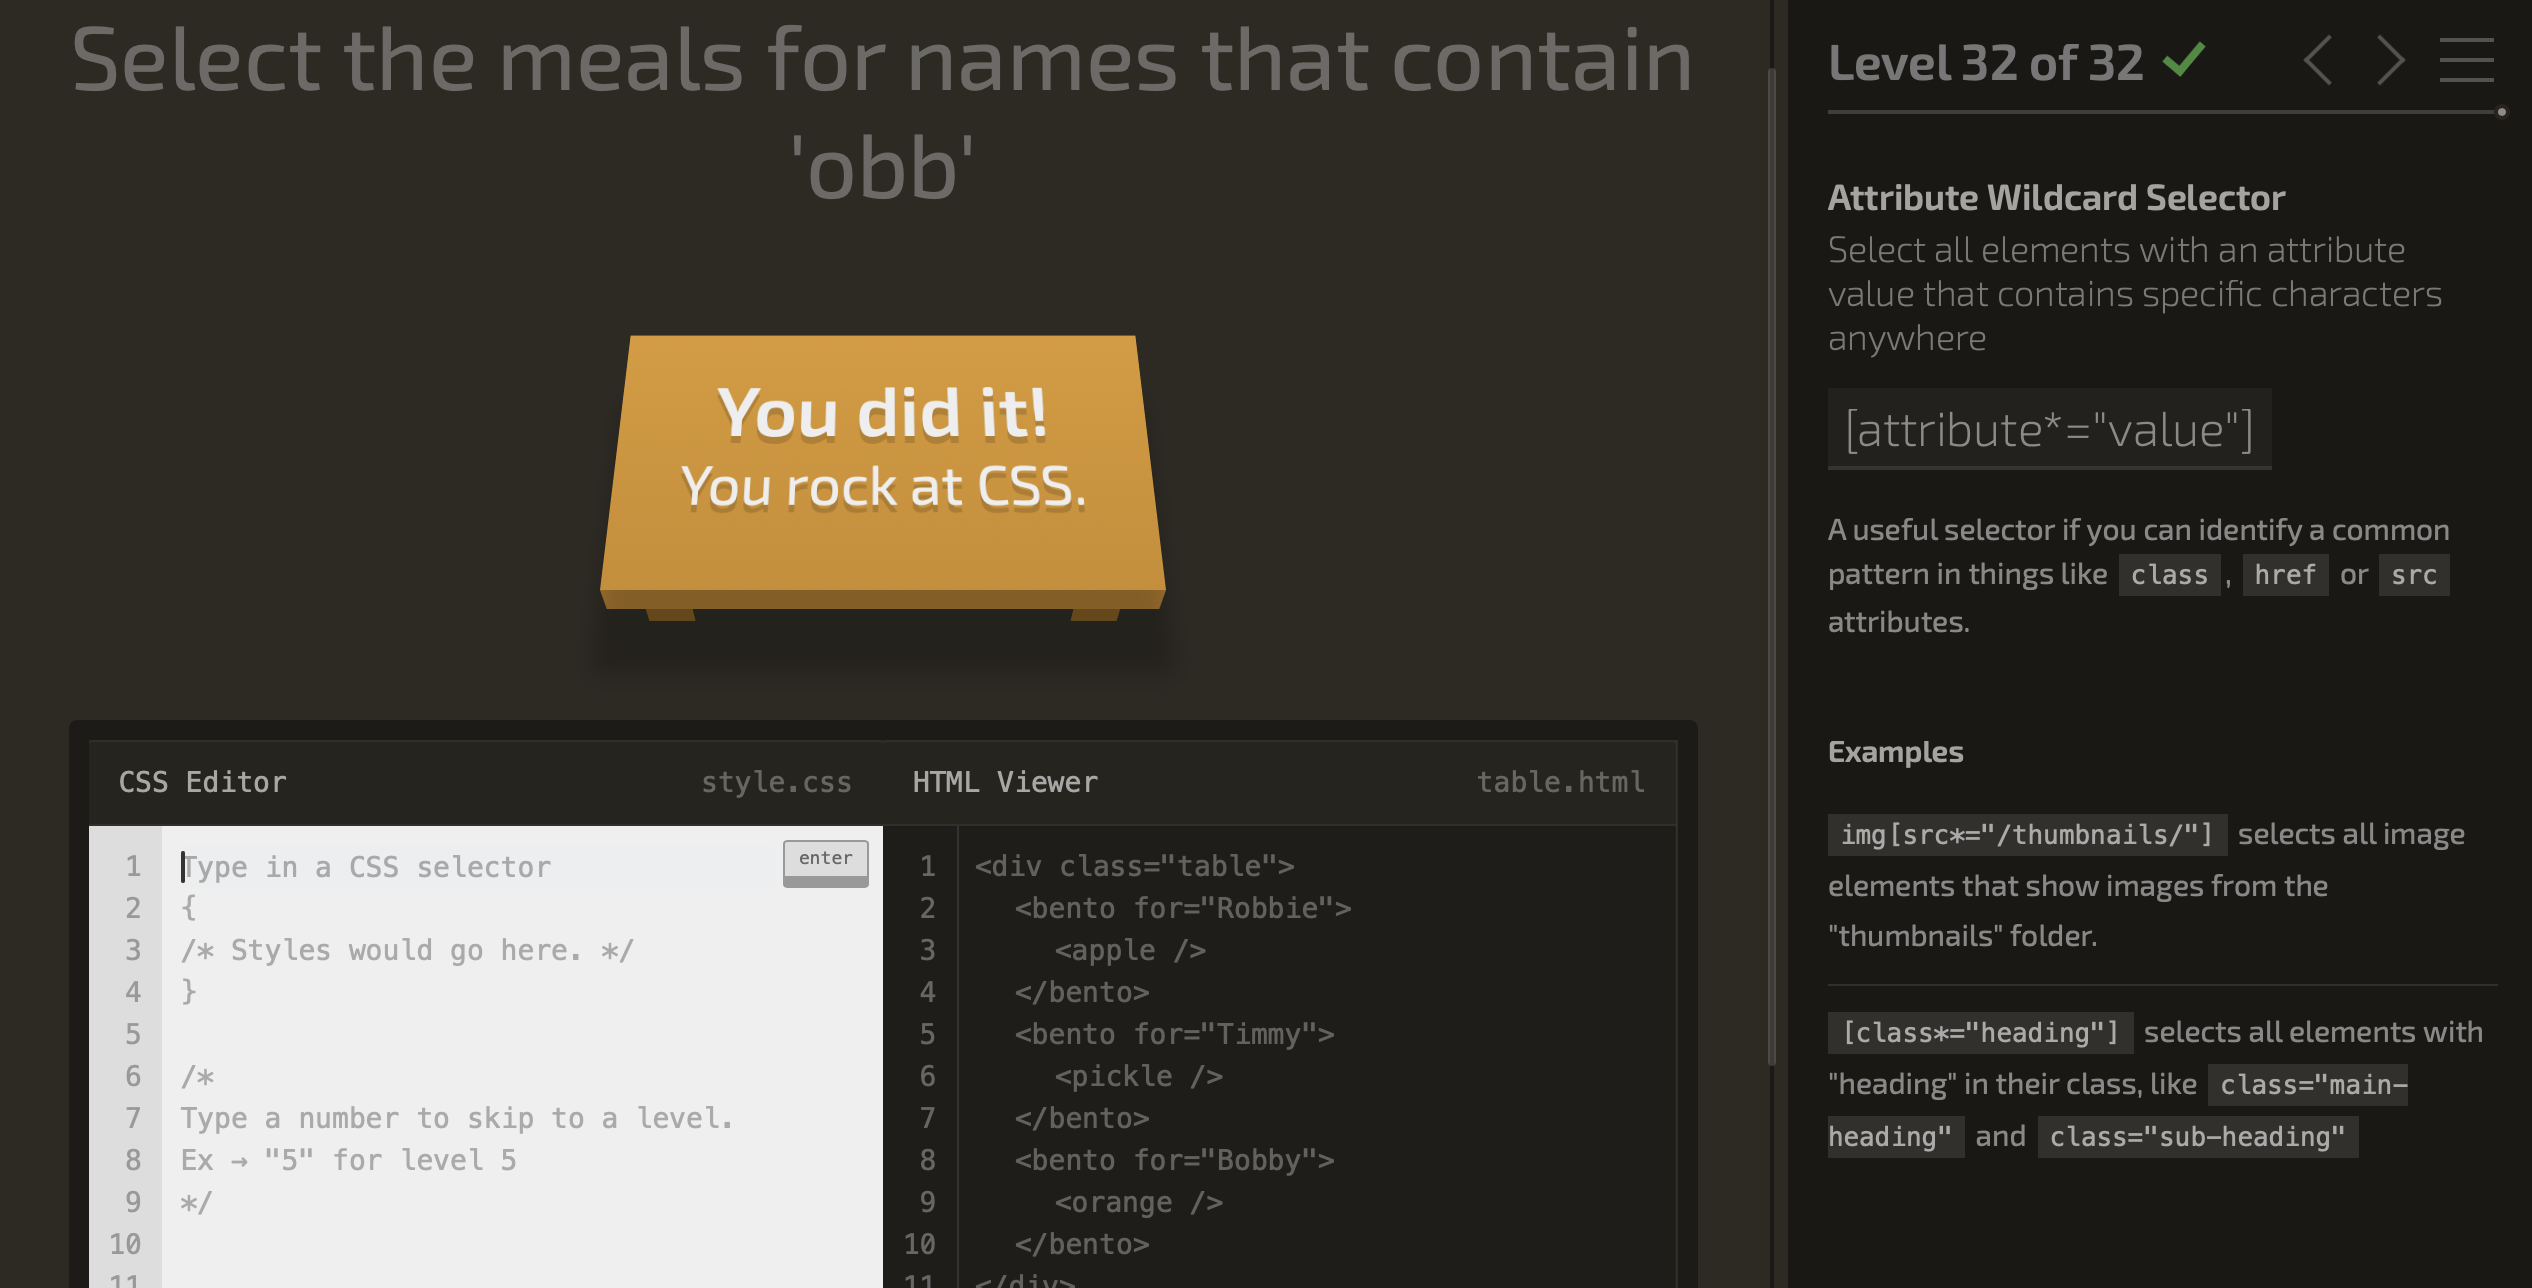 Select the meals for names that contain
'obb'
You did it!
You rock at CSS.
CSS Editor
style.css
1 Type in a CSS selector
enter
2 {
3 /* Styles would go here. */
4 }
5
6 /*
7 Type a number to skip to a level.
8 Ex → "5" for level 5
9 */
10
11
HTML Viewer
table.html
1 <div class="table">
2 <bento for="Robbie">
3 <apple />
4 </bento>
5 <bento for="Timmy">
6 <pickle />
7 </bento>
8 <bento for="Bobby">
9 <orange />
10 </bento>
11 </div>
Level 32 of 32
Attribute Wildcard Selector
Select all elements with an attribute
value that contains specific characters
anywhere
[attribute*="value"]
A useful selector if you can identify a common
pattern in things like class , href or src
attributes.
Examples
img[src*="/thumbnails/"] selects all image
elements that show images from the
"thumbnails" folder.
[class*="heading"] selects all elements with
"heading" in their class, like class="main-
heading" and class="sub-heading"